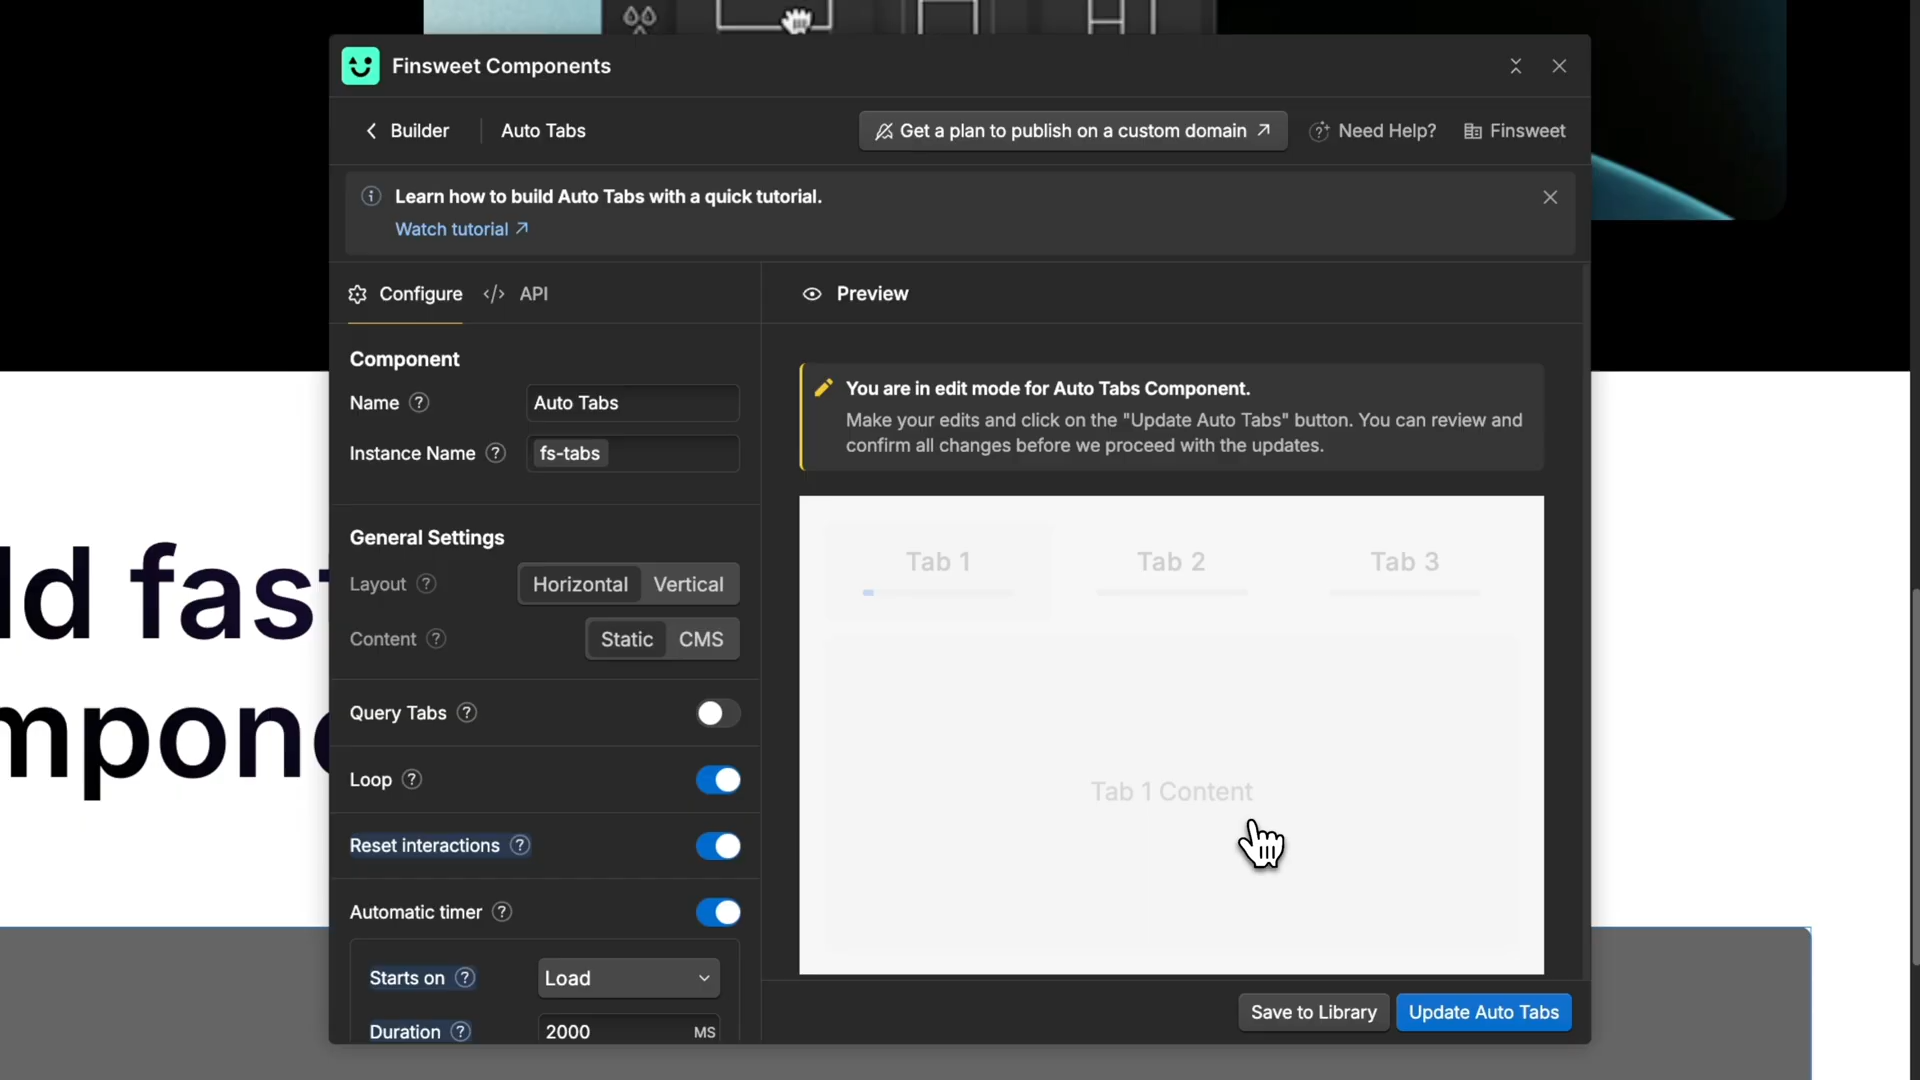 Finsweet Components
Builder
Auto Tabs
Get a plan to publish on a custom domain
Need Help?
Finsweet
Learn how to build Auto Tabs with a quick tutorial.
Watch tutorial
Configure
API
Preview
Component
Name
Auto Tabs
Instance Name
fs-tabs
You are in edit mode for Auto Tabs Component.
Make your edits and click on the "Update Auto Tabs" button. You can review and
confirm all changes before we proceed with the updates.
General Settings
Layout
Horizontal
Vertical
Content
Static
CMS
Query Tabs
Loop
Reset interactions
Automatic timer
Starts on
Load
Duration
2000
MS
Tab 1
Tab 2
Tab 3
Tab 1 Content
Save to Library
Update Auto Tabs
ld fast
mpone